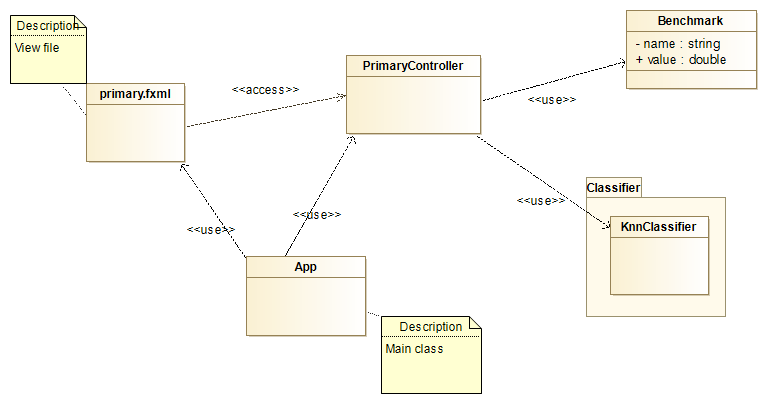 Description
View file
primary.fxml
<<access>>
PrimaryController
Benchmark
- name : string
+ value : double
<<use>>
Classifier
KnnClassifier
<<use>>
<<use>>
<<use>>
App
Description
Main class